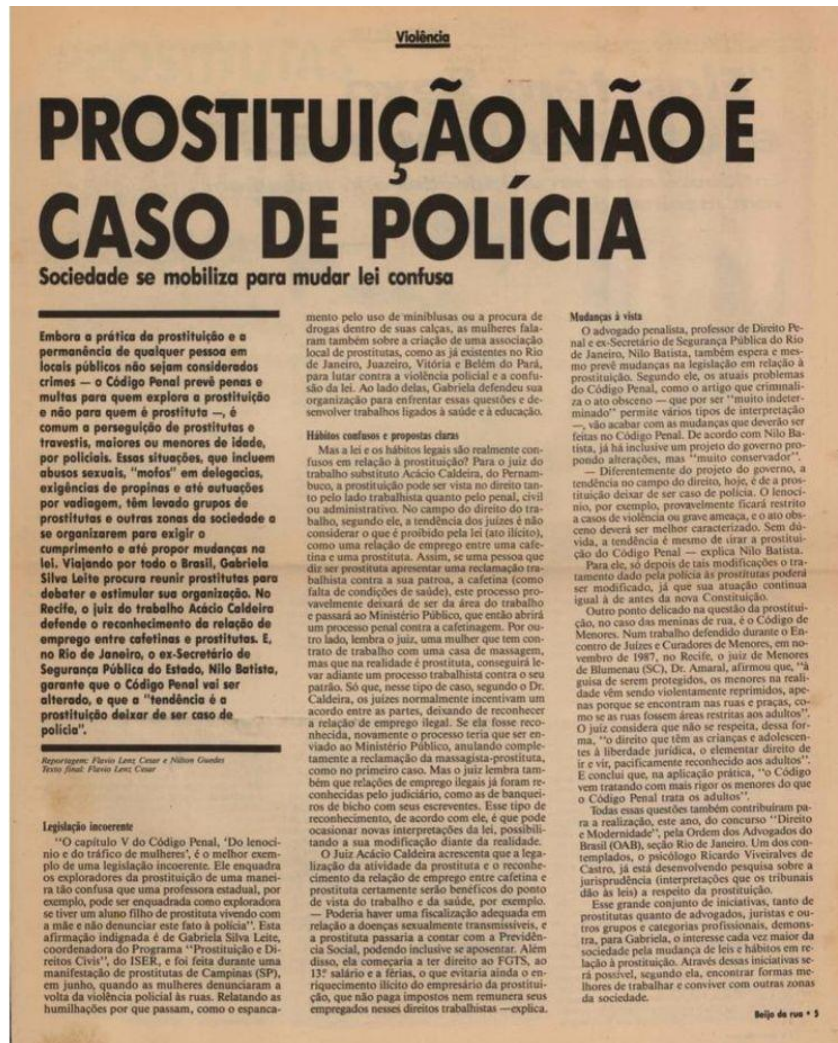 Violência
PROSTITUIÇÃO NÃO É
CASO DE POLÍCIA
Sociedade se mobiliza para mudar lei confusa
Embora a prática da prostituição e a
permanência de qualquer pessoa em
locais públicos não sejam considerados
crimes — o Código Penal prevê penas e
multas para quem explora a prostituição
e não para quem é prostituta —, é
comum a perseguição de prostitutas e
travestis, maiores ou menores de idade,
por policiais. Essas situações, que incluem
abusos sexuais, "mofos" em delegacias,
exigências de propinas e até autuações
por vadiagem, têm levado grupos de
prostitutas e outras zonas da sociedade a
se organizarem para exigir o
cumprimento e até propor mudanças na
lei. Viajando por todo o Brasil, Gabriela
Silva Leite procura reunir prostitutas para
debater e estimular sua organização. No
Recife, o juiz do trabalho Acácio Caldeira
defende o reconhecimento da relação de
emprego entre cafetinas e prostitutas. E,
no Rio de Janeiro, o ex-Secretário de
Segurança Pública do Estado, Nilo Batista,
garante que o Código Penal vai ser
alterado, e que a "tendência é a
prostituição deixar de ser caso de
polícia".
Reportagem: Flavio Lenz Cesar e Nilton Guedes
Texto final: Flavio Lenz Cesar
Legislação incoerente
"O capítulo V do Código Penal, 'Do lenocí-
nio e do tráfico de mulheres', é o melhor exem-
plo de uma legislação incoerente. Ele enquadra
os exploradores da prostituição de uma manei-
ra tão confusa que uma professora estadual, por
exemplo, pode ser enquadrada como exploradora
se tiver um aluno filho de prostituta vivendo com
a mãe e não denunciar este fato à polícia". Esta
afirmação indignada é de Gabriela Silva Leite,
coordenadora do Programa "Prostituição e Di-
reitos Civis", do ISER, e foi feita durante uma
manifestação de prostitutas de Campinas (SP),
em junho, quando as mulheres denunciaram a
volta da violência policial às ruas. Relatando as
humilhações por que passam, como o espanca-
mento pelo uso de miniblusas ou a procura de
drogas dentro de suas calças, as mulheres fala-
ram também sobre a criação de uma associação
local de prostitutas, como as já existentes no Rio
de Janeiro, Juazeiro, Vitória e Belém do Pará,
para lutar contra a violência policial e a confu-
são da lei. Ao lado delas, Gabriela defendeu sua
organização para enfrentar essas questões e de-
senvolver trabalhos ligados à saúde e à educação.
Hábitos confusos e propostas claras
Mas a lei e os hábitos legais são realmente con-
fusos em relação à prostituição? Para o juiz do
trabalho substituto Acácio Caldeira, do Pernam-
buco, a prostituição pode ser vista no direito tan-
to pelo lado trabalhista quanto pelo penal, civil
ou administrativo. No campo do direito do tra-
balho, segundo ele, a tendência dos juízes é não
considerar o que é proibido pela lei (ato ilícito),
como uma relação de emprego entre uma cafe-
tina e uma prostituta. Assim, se uma pessoa que
diz ser prostituta apresentar uma reclamação tra-
balhista contra a sua patroa, a cafetina (como
falta de condições de saúde), este processo pro-
vavelmente deixará de ser da área do trabalho
e passará ao Ministério Público, que então abrirá
um processo penal contra a cafetinagem. Por ou-
tro lado, lembra o juiz, uma mulher que tem con-
trato de trabalho com uma casa de massagem,
mas que na realidade é prostituta, conseguirá le-
var adiante um processo trabalhista contra o seu
patrão. Só que, nesse tipo de caso, segundo o Dr.
Caldeira, os juízes normalmente incentivam um
acordo entre as partes, deixando de reconhecer
a relação de emprego ilegal. Se ela fosse reco-
nhecida, novamente o processo teria que ser en-
viado ao Ministério Público, anulando comple-
tamente a reclamação da massagista-prostituta,
como no primeiro caso. Mas o juiz lembra tam-
bém que relações de emprego ilegais já foram re-
conhecidas pelo judiciário, como as de banquei-
ros de bicho com seus escreventes. Esse tipo de
reconhecimento, de acordo com ele, é que pode
ocasionar novas interpretações da lei, possibili-
tando a sua modificação diante da realidade.
O Juiz Acácio Caldeira acrescenta que a lega-
lização da atividade da prostituta e o reconhe-
cimento da relação de emprego entre cafetina e
prostituta certamente serão benéficos do ponto
de vista do trabalho e da saúde, por exemplo.
— Poderia haver uma fiscalização adequada em
relação a doenças sexualmente transmissíveis, e
a prostituta passaria a contar com a Previdên-
cia Social, podendo inclusive se aposentar. Além
disso, ela começaria a ter direito ao FGTS, ao
13º salário e a férias, o que evitaria ainda o en-
riquecimento ilícito do empresário da prostitui-
ção, que não paga impostos nem remunera seus
empregados nesses direitos trabalhistas —explica.
Mudanças à vista
O advogado penalista, professor de Direito Pe-
nal e ex-Secretário de Segurança Pública do Rio
de Janeiro, Nilo Batista, também espera e mes-
mo prevê mudanças na legislação em relação à
prostituição. Segundo ele, os atuais problemas
do Código Penal, como o artigo que criminali-
za o ato obsceno — que por ser "muito indeter-
minado" permite vários tipos de interpretação
—, vão acabar com as mudanças que deverão ser
feitas no Código Penal. De acordo com Nilo Ba-
tista, já há inclusive um projeto do governo pro-
pondo alterações, mas "muito conservador".
— Diferentemente do projeto do governo, a
tendência no campo do direito, hoje, é de a pros-
tituição deixar de ser caso de polícia. O lenocí-
nio, por exemplo, provavelmente ficará restrito
a casos de violência ou grave ameaça, e o ato obs-
ceno deverá ser melhor caracterizado. Sem dú-
vida, a tendência é mesmo de tirar a prostitui-
ção do Código Penal — explica Nilo Batista.
Para ele, só depois de tais modificações o tra-
tamento dado pela polícia às prostitutas poderá
ser modificado, já que sua atuação continua
igual à de antes da nova Constituição.
Outro ponto delicado na questão da prostitui-
ção, no caso das meninas de rua, é o Código de
Menores. Num trabalho defendido durante o En-
contro de Juízes e Curadores de Menores, em no-
vembro de 1987, no Recife, o juiz de Menores
de Blumenau (SC), Dr. Amaral, afirmou que, "à
guisa de serem protegidos, os menores na reali-
dade vêm sendo violentamente reprimidos, ape-
nas porque se encontram nas ruas e praças, co-
mo se as ruas fossem áreas restritas aos adultos".
O juiz considera que não se respeita, dessa for-
ma, "o direito que têm as crianças e adolescen-
tes à liberdade jurídica, o elementar direito de
ir e vir, pacificamente reconhecido aos adultos".
E conclui que, na aplicação prática, "o Código
vem tratando com mais rigor os menores do que
o Código Penal trata os adultos".
Todas essas questões também contribuíram pa-
ra a realização, este ano, do concurso "Direito
e Modernidade", pela Ordem dos Advogados do
Brasil (OAB), seção Rio de Janeiro. Um dos con-
templados, o psicólogo Ricardo Viveiralves de
Castro, já está desenvolvendo pesquisa sobre a
jurisprudência (interpretações que os tribunais
dão às leis) a respeito da prostituição.
Esse grande conjunto de iniciativas, tanto de
prostitutas quanto de advogados, juristas e ou-
tros grupos e categorias profissionais, demons-
tra, para Gabriela, o interesse cada vez maior da
sociedade pela mudança de leis e hábitos em re-
lação à prostituição. Através dessas iniciativas se-
rá possível, segundo ela, encontrar formas me-
lhores de trabalhar e conviver com outras zonas
da sociedade.
Beijo da rua • 5